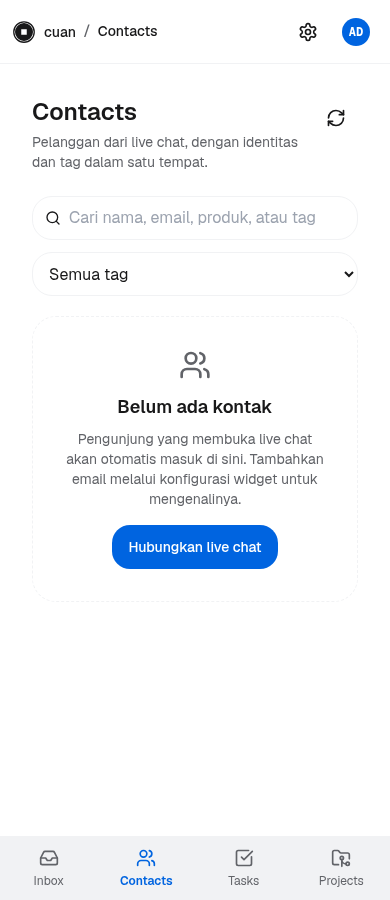 cuan / Contacts
AD
Contacts
Pelanggan dari live chat, dengan identitas
dan tag dalam satu tempat.
Cari nama, email, produk, atau tag
Semua tag
Belum ada kontak
Pengunjung yang membuka live chat
akan otomatis masuk di sini. Tambahkan
email melalui konfigurasi widget untuk
mengenalinya.
Hubungkan live chat
Inbox
Contacts
Tasks
Projects